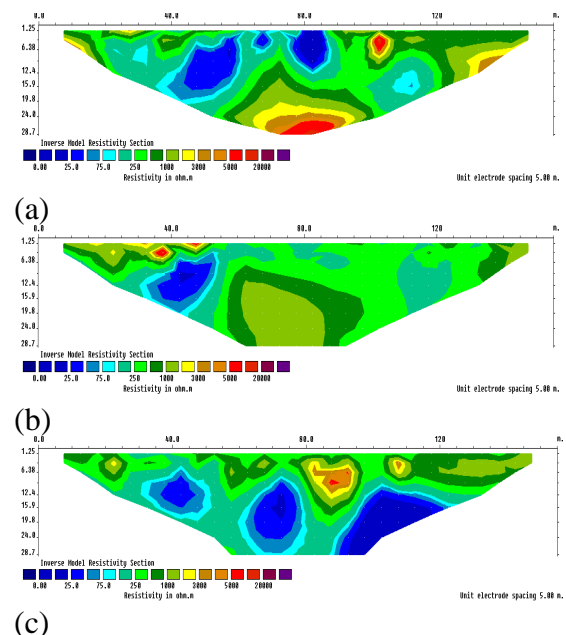 0.0 40.0 80.0 120 m.
1.25
6.38
12.4
15.9
19.8
24.0
28.7
Inverse Model Resistivity Section
0.00 25.0 75.0 250 1000 3000 5000 20000
Resistivity in ohm.m Unit electrode spacing 5.00 m.
(a)
0.0 40.0 80.0 120 m.
1.25
6.38
12.4
15.9
19.8
24.0
28.7
Inverse Model Resistivity Section
0.00 25.0 75.0 250 1000 3000 5000 20000
Resistivity in ohm.m Unit electrode spacing 5.00 m.
(b)
0.0 40.0 80.0 120 m.
1.25
6.38
12.4
15.9
19.8
24.0
28.7
Inverse Model Resistivity Section
0.00 25.0 75.0 250 1000 3000 5000 20000
Resistivity in ohm.m Unit electrode spacing 5.00 m.
(c)